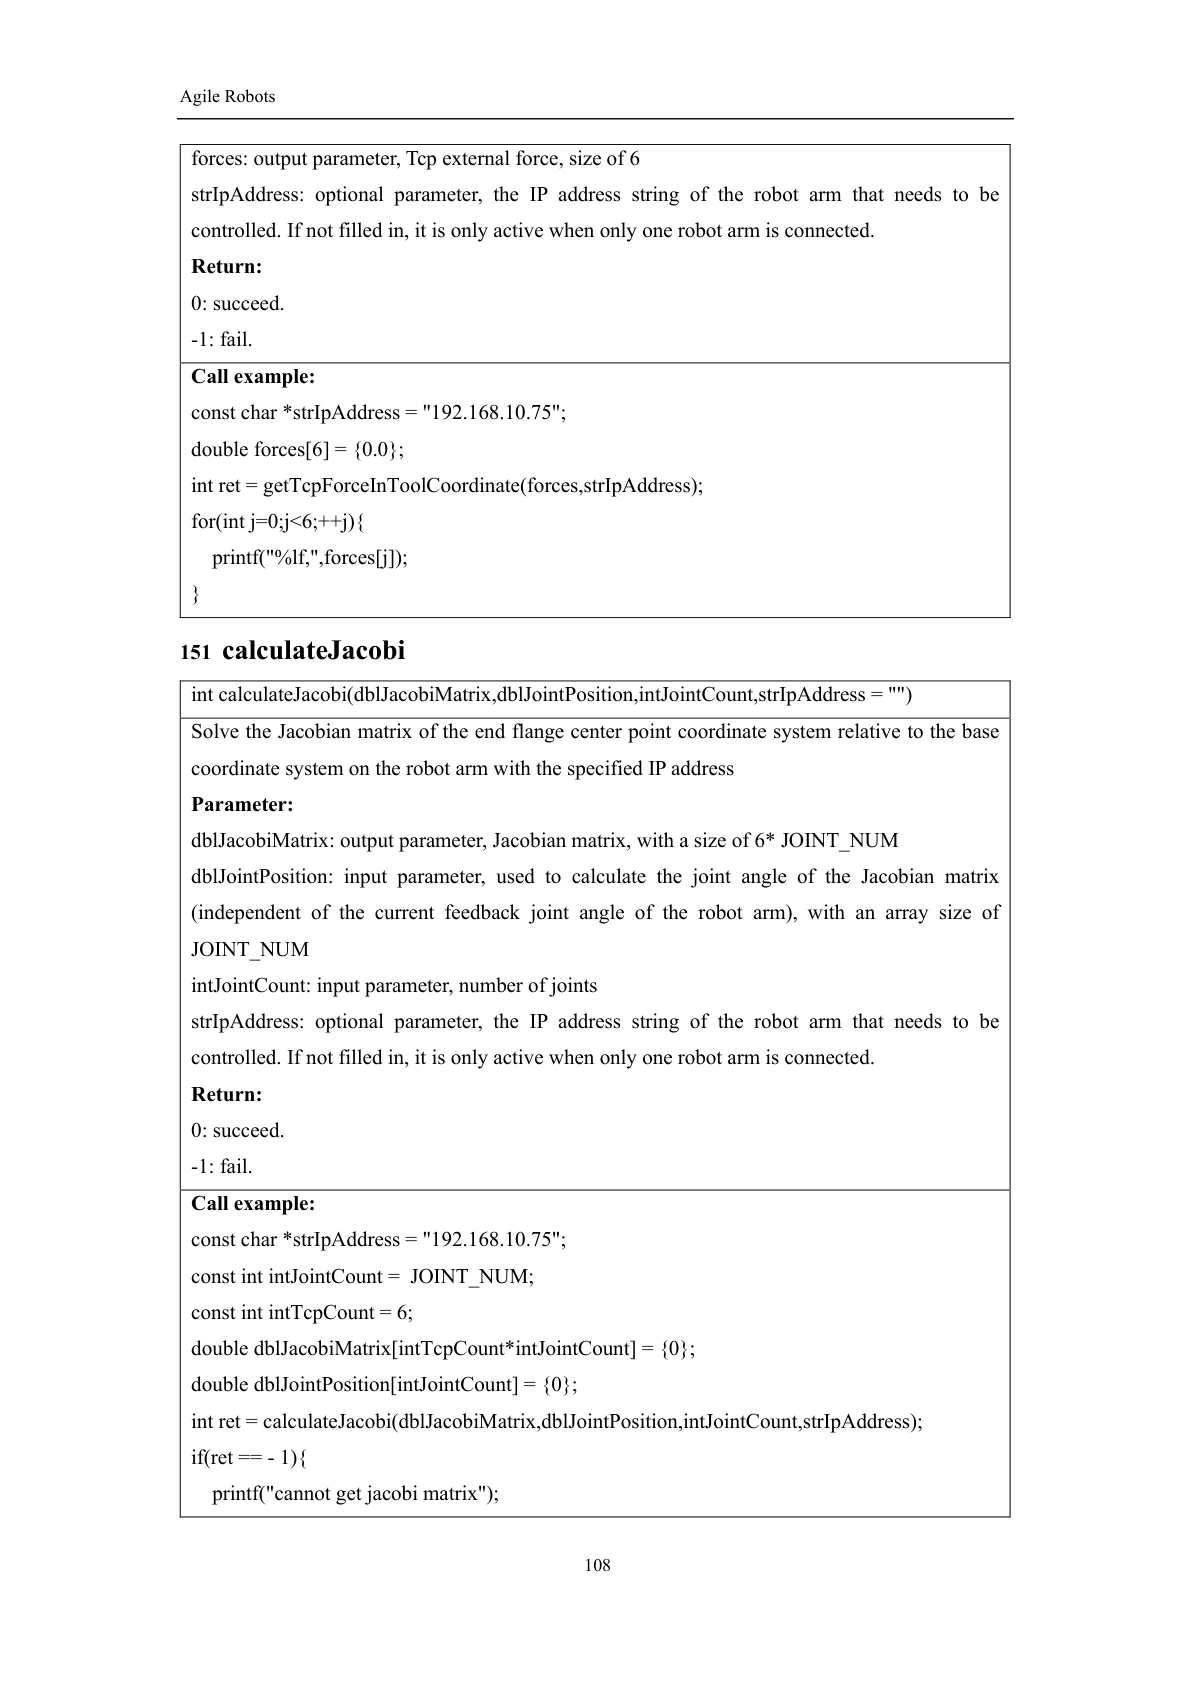 Agile Robots
forces: output parameter, Tcp external force, size of 6
strIpAddress: optional parameter, the IP address string of the robot arm that needs to be
controlled. If not filled in, it is only active when only one robot arm is connected.
Return:
0: succeed.
-1: fail.
Call example:
const char *strIpAddress = "192.168.10.75";
double forces[6] = {0.0};
int ret = getTcpForceInToolCoordinate(forces,strIpAddress);
for(int j=0;j<6;++j){
printf("%lf,",forces[j]);
}
151 calculateJacobi
int calculateJacobi(dblJacobiMatrix,dblJointPosition,intJointCount,strIpAddress = "")
Solve the Jacobian matrix of the end flange center point coordinate system relative to the base
coordinate system on the robot arm with the specified IP address
Parameter:
dblJacobiMatrix: output parameter, Jacobian matrix, with a size of 6* JOINT_NUM
dblJointPosition: input parameter, used to calculate the joint angle of the Jacobian matrix
(independent of the current feedback joint angle of the robot arm), with an array size of
JOINT_NUM
intJointCount: input parameter, number of joints
strIpAddress: optional parameter, the IP address string of the robot arm that needs to be
controlled. If not filled in, it is only active when only one robot arm is connected.
Return:
0: succeed.
-1: fail.
Call example:
const char *strIpAddress = "192.168.10.75";
const int intJointCount =  JOINT_NUM;
const int intTcpCount = 6;
double dblJacobiMatrix[intTcpCount*intJointCount] = {0};
double dblJointPosition[intJointCount] = {0};
int ret = calculateJacobi(dblJacobiMatrix,dblJointPosition,intJointCount,strIpAddress);
if(ret == - 1){
printf("cannot get jacobi matrix");
108